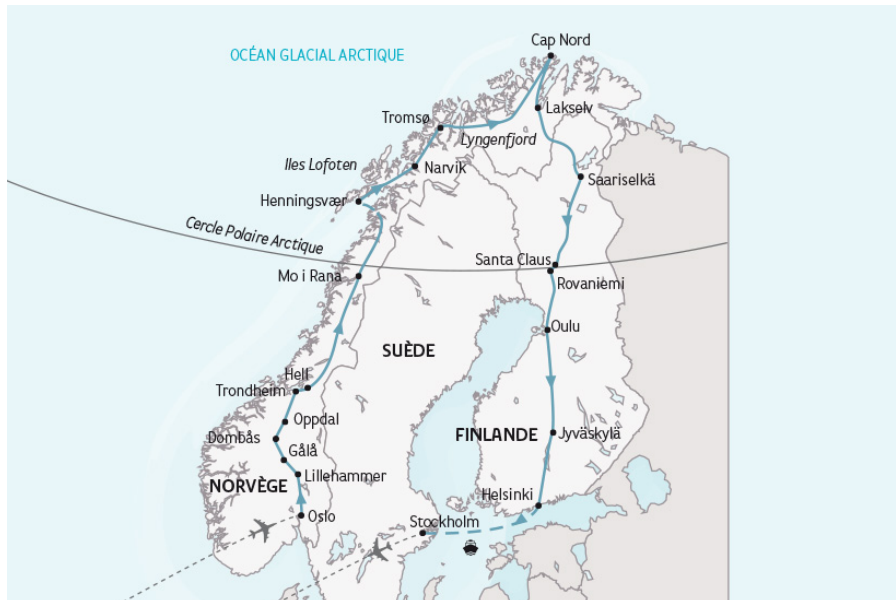 Cap Nord
OCÉAN GLACIAL ARCTIQUE
Lakselv
Tromsø
Lyngenfjord
Iles Lofoten
Narvik
Saariselkä
Henningsvær
Cercle Polaire Arctique
Santa Claus
Mo i Rana
Rovaniemi
Oulu
SUÈDE
Hell
Trondheim
Oppdal
Dombås
FINLANDE
Jyväskylä
Gålå
Lillehammer
NORVÈGE
Helsinki
Oslo
Stockholm